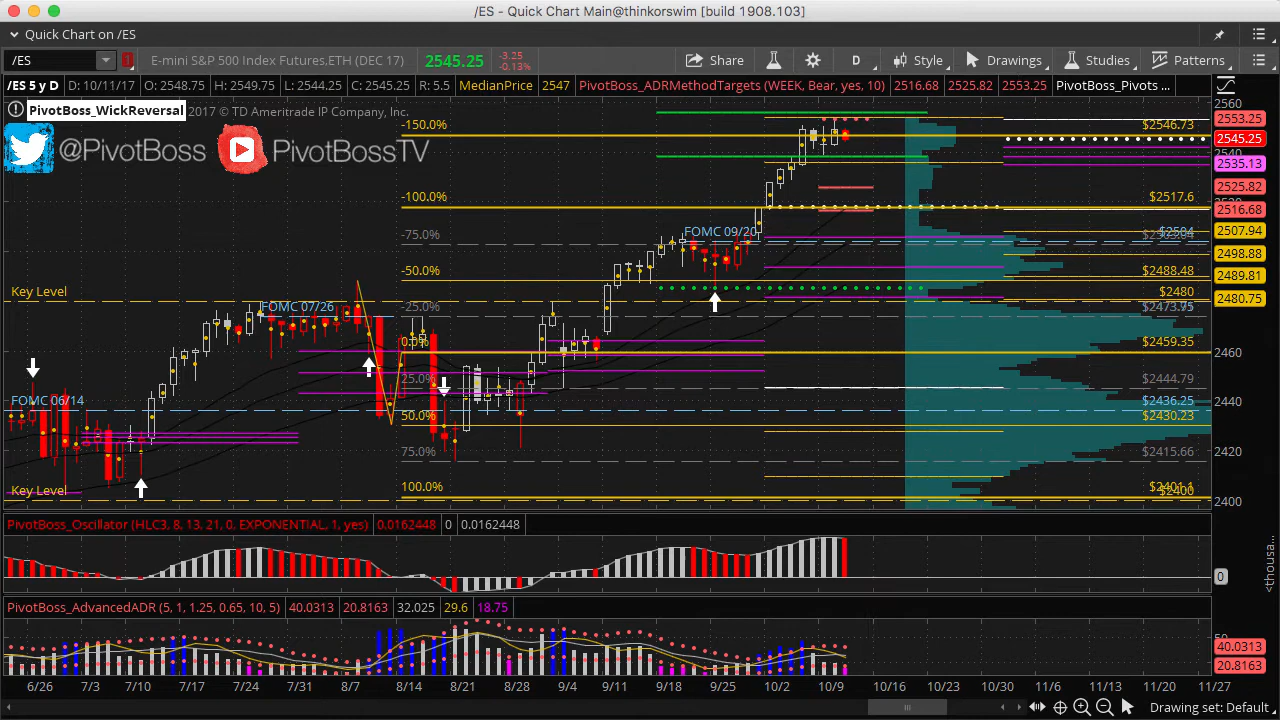 /ES - Quick Chart Main@thinkorswim [build 1908.103]
Quick Chart on /ES
/ES E-mini S&P 500 Index Futures,ETH (DEC 17) 2545.25 -3.25 -0.13% Share D Style Drawings Studies Patterns
/ES 5 y D D: 10/11/17 O: 2548.75 H: 2549.75 L: 2544.25 C: 2545.25 R: 5.5 MedianPrice 2547 PivotBoss_ADRMethodTargets (WEEK, Bear, yes, 10) 2516.68 2525.82 2553.25 PivotBoss_Pivots ...
PivotBoss_WickReversal 2017 © TD Ameritrade IP Company, Inc.
@PivotBoss PivotBossTV
-150.0% $2546.73
-100.0% $2517.6
FOMC 09/20
-75.0%
-50.0% $2488.48
Key Level $2480
FOMC 07/26
-25.0% $2473.95
0.0% $2459.35
25.0% $2444.79
FOMC 06/14 $2436.25
50.0% $2430.23
75.0% $2415.66
100.0% $2401.1
Key Level $2400
2560
2553.25
2545.25
2540
2535.13
2525.82
2516.68
2507.94
2498.88
2489.81
2480.75
2460
2440
2420
2400
PivotBoss_Oscillator (HLC3, 8, 13, 21, 0, EXPONENTIAL, 1, yes) 0.0162448 0 0.0162448
0
<thousa...
PivotBoss_AdvancedADR (5, 1, 1.25, 0.65, 10, 5) 40.0313 20.8163 32.025 29.6 18.75
50
40.0313
20.8163
6/26 7/3 7/10 7/17 7/24 7/31 8/7 8/14 8/21 8/28 9/4 9/11 9/18 9/25 10/2 10/9 10/16 10/23 10/30 11/6 11/13 11/20 11/27
Drawing set: Default